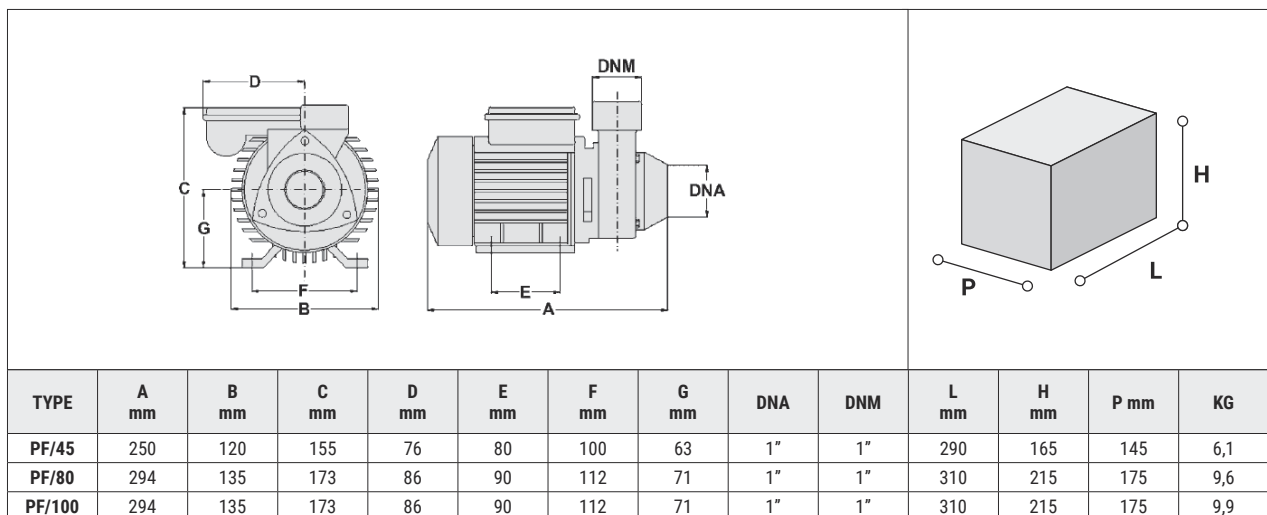 D
C
G
F
B
DNM
DNA
E
A
H
L
P
TYPE A mm B mm C mm D mm E mm F mm G mm DNA DNM L mm H mm P mm KG
PF/45 250 120 155 76 80 100 63 1” 1” 290 165 145 6,1
PF/80 294 135 173 86 90 112 71 1” 1” 310 215 175 9,6
PF/100 294 135 173 86 90 112 71 1” 1” 310 215 175 9,9